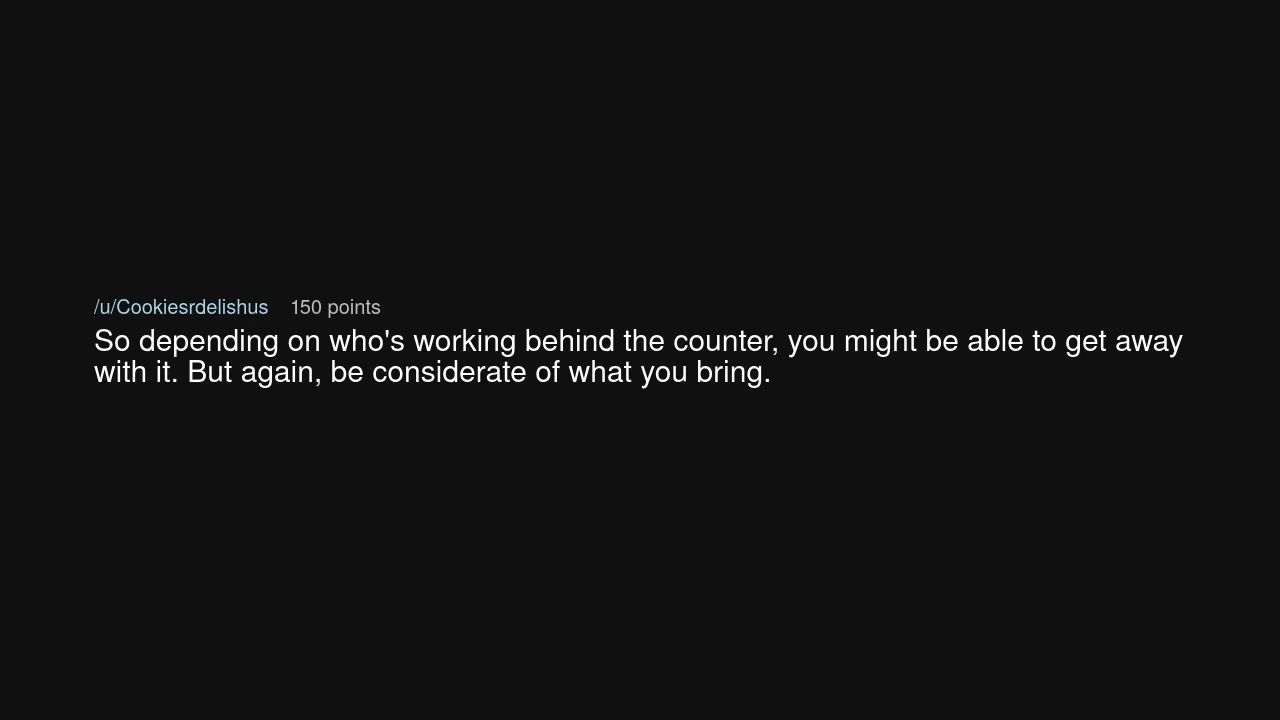 /u/Cookiesrdelishus 150 points
So depending on who's working behind the counter, you might be able to get away
with it. But again, be considerate of what you bring.